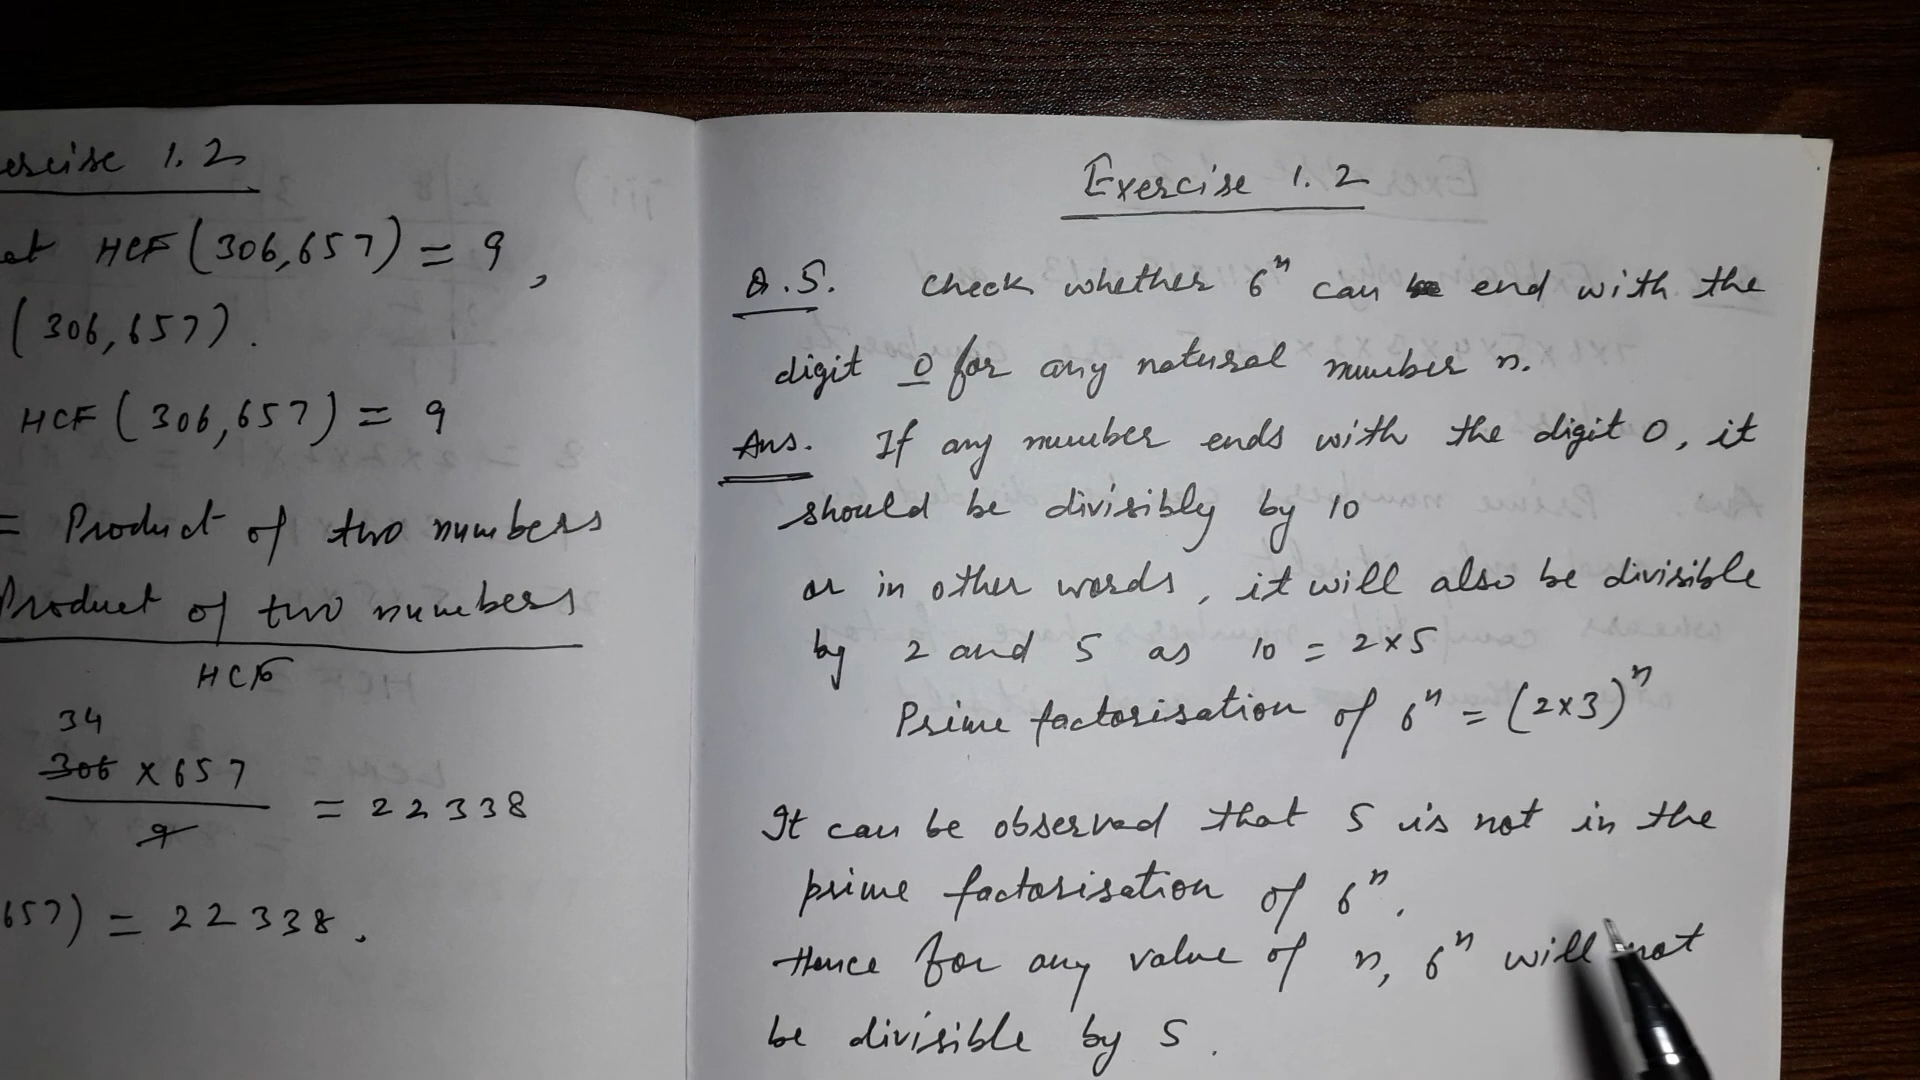 ercise 1.2
at HCF (306,657) = 9,
(306,657).
HCF (306,657) = 9
= Product of two numbers
Product of two numbers
HCF
34
306 x 657
9
= 22338
657) = 22338.
Exercise 1.2
Q.5. Check whether 6ⁿ can end with the
digit 0 for any natural number n.
Ans. If any number ends with the digit 0, it
should be divisibly by 10
or in other words, it will also be divisible
by 2 and 5 as 10 = 2x5
Prime factorisation of 6ⁿ = (2x3)ⁿ
It can be observed that 5 is not in the
prime factorisation of 6ⁿ.
Hence for any value of n, 6ⁿ will not
be divisible by 5.